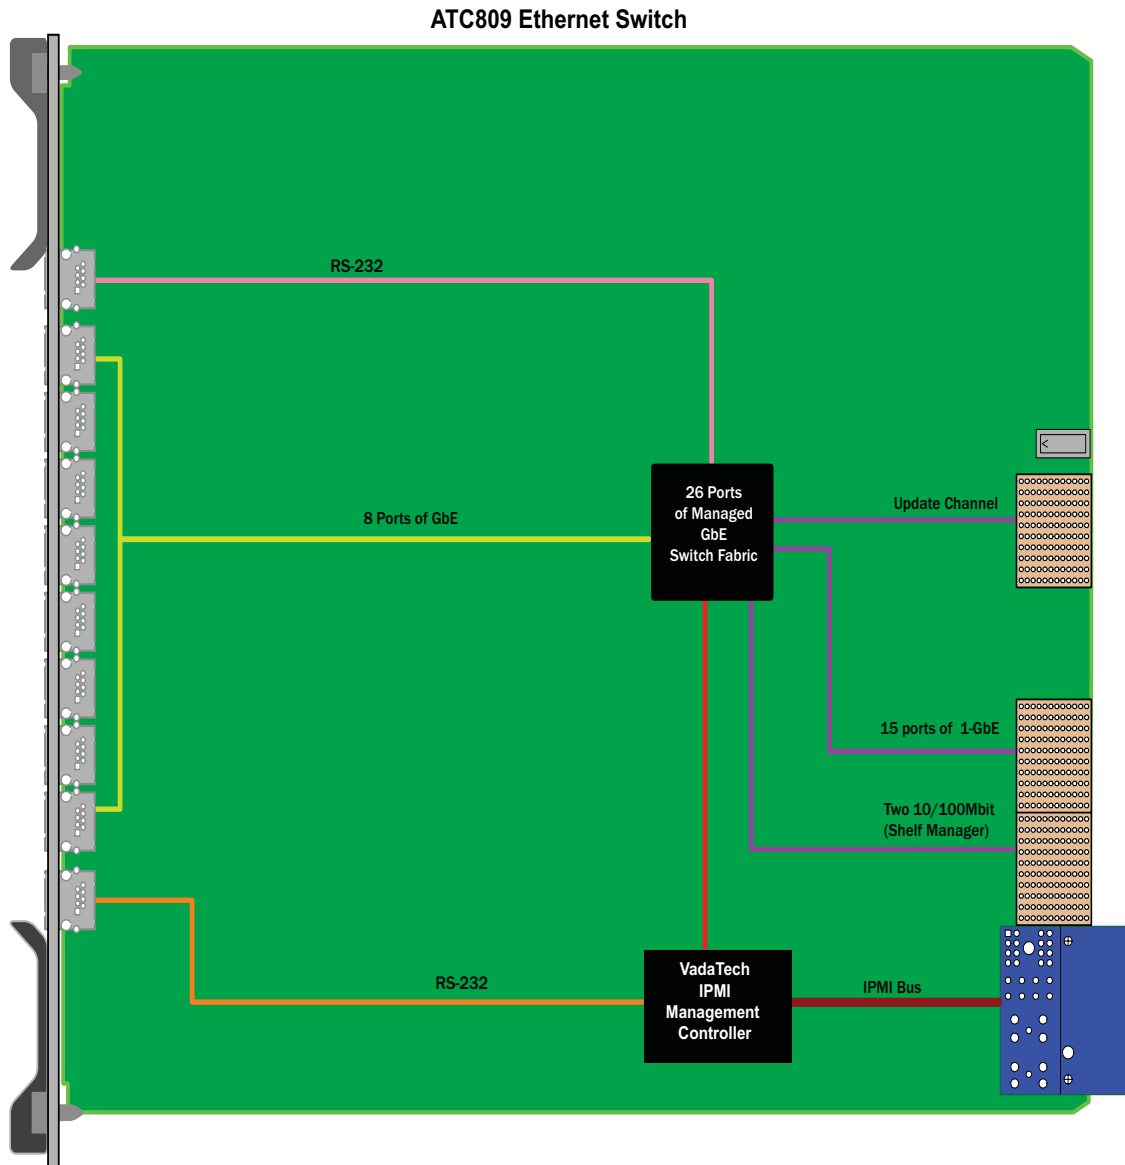 ATC809 Ethernet Switch
RS-232
26 Ports
of Managed
GbE
Switch Fabric
Update Channel
8 Ports of GbE
15 ports of 1-GbE
Two 10/100Mbit
(Shelf Manager)
VadaTech
IPMI
Management
Controller
RS-232
IPMI Bus